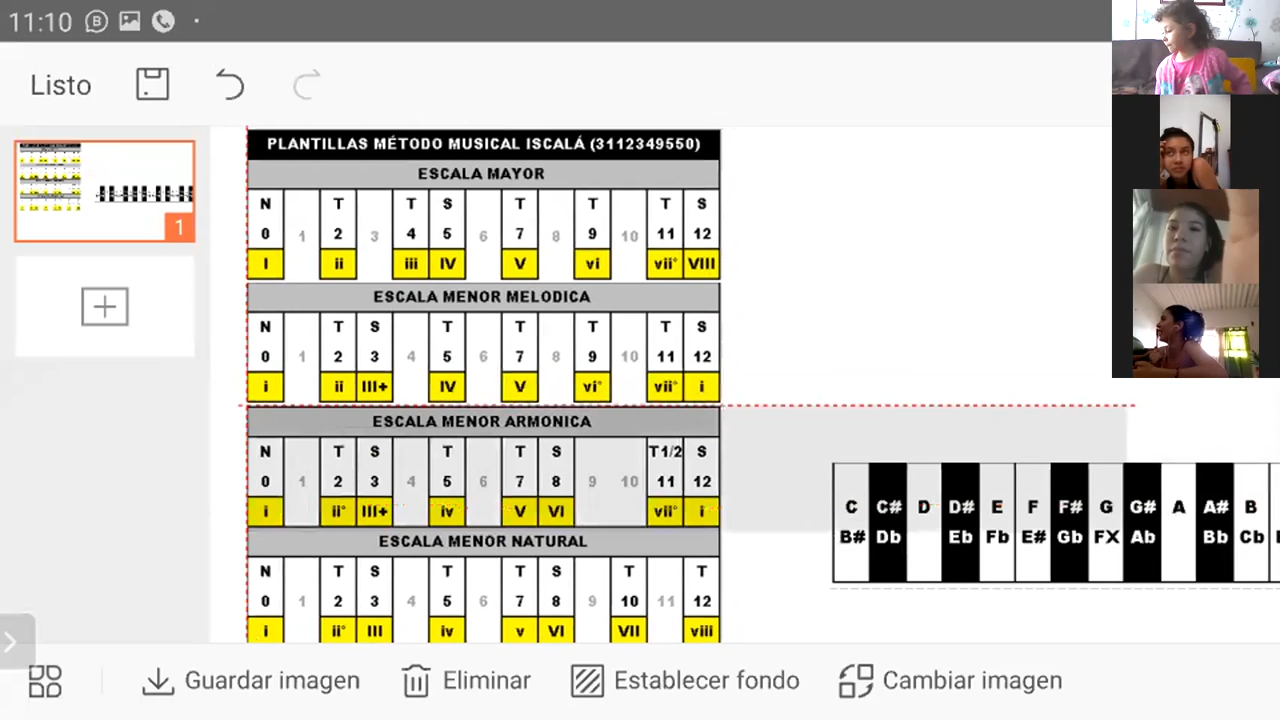 11:10
Listo
PLANTILLAS MÉTODO MUSICAL ISCALÁ (3112349550)
ESCALA MAYOR
N T T S T T T S
0 1 2 3 4 5 6 7 8 9 10 11 12
I ii iii IV V vi vii° VIII
ESCALA MENOR MELODICA
N T S T T T T S
0 1 2 3 4 5 6 7 8 9 10 11 12
i ii III+ IV V vi° vii° i
ESCALA MENOR ARMONICA
N T S T T S T1/2 S
0 1 2 3 4 5 6 7 8 9 10 11 12
i ii° III+ iv V VI vii° i
ESCALA MENOR NATURAL
N T S T T S T T
0 1 2 3 4 5 6 7 8 9 10 11 12
i ii° III iv v VI VII viii
C C# D D# E F F# G G# A A# B
B# Db Eb Fb E# Gb FX Ab Bb Cb
1
Guardar imagen
Eliminar
Establecer fondo
Cambiar imagen